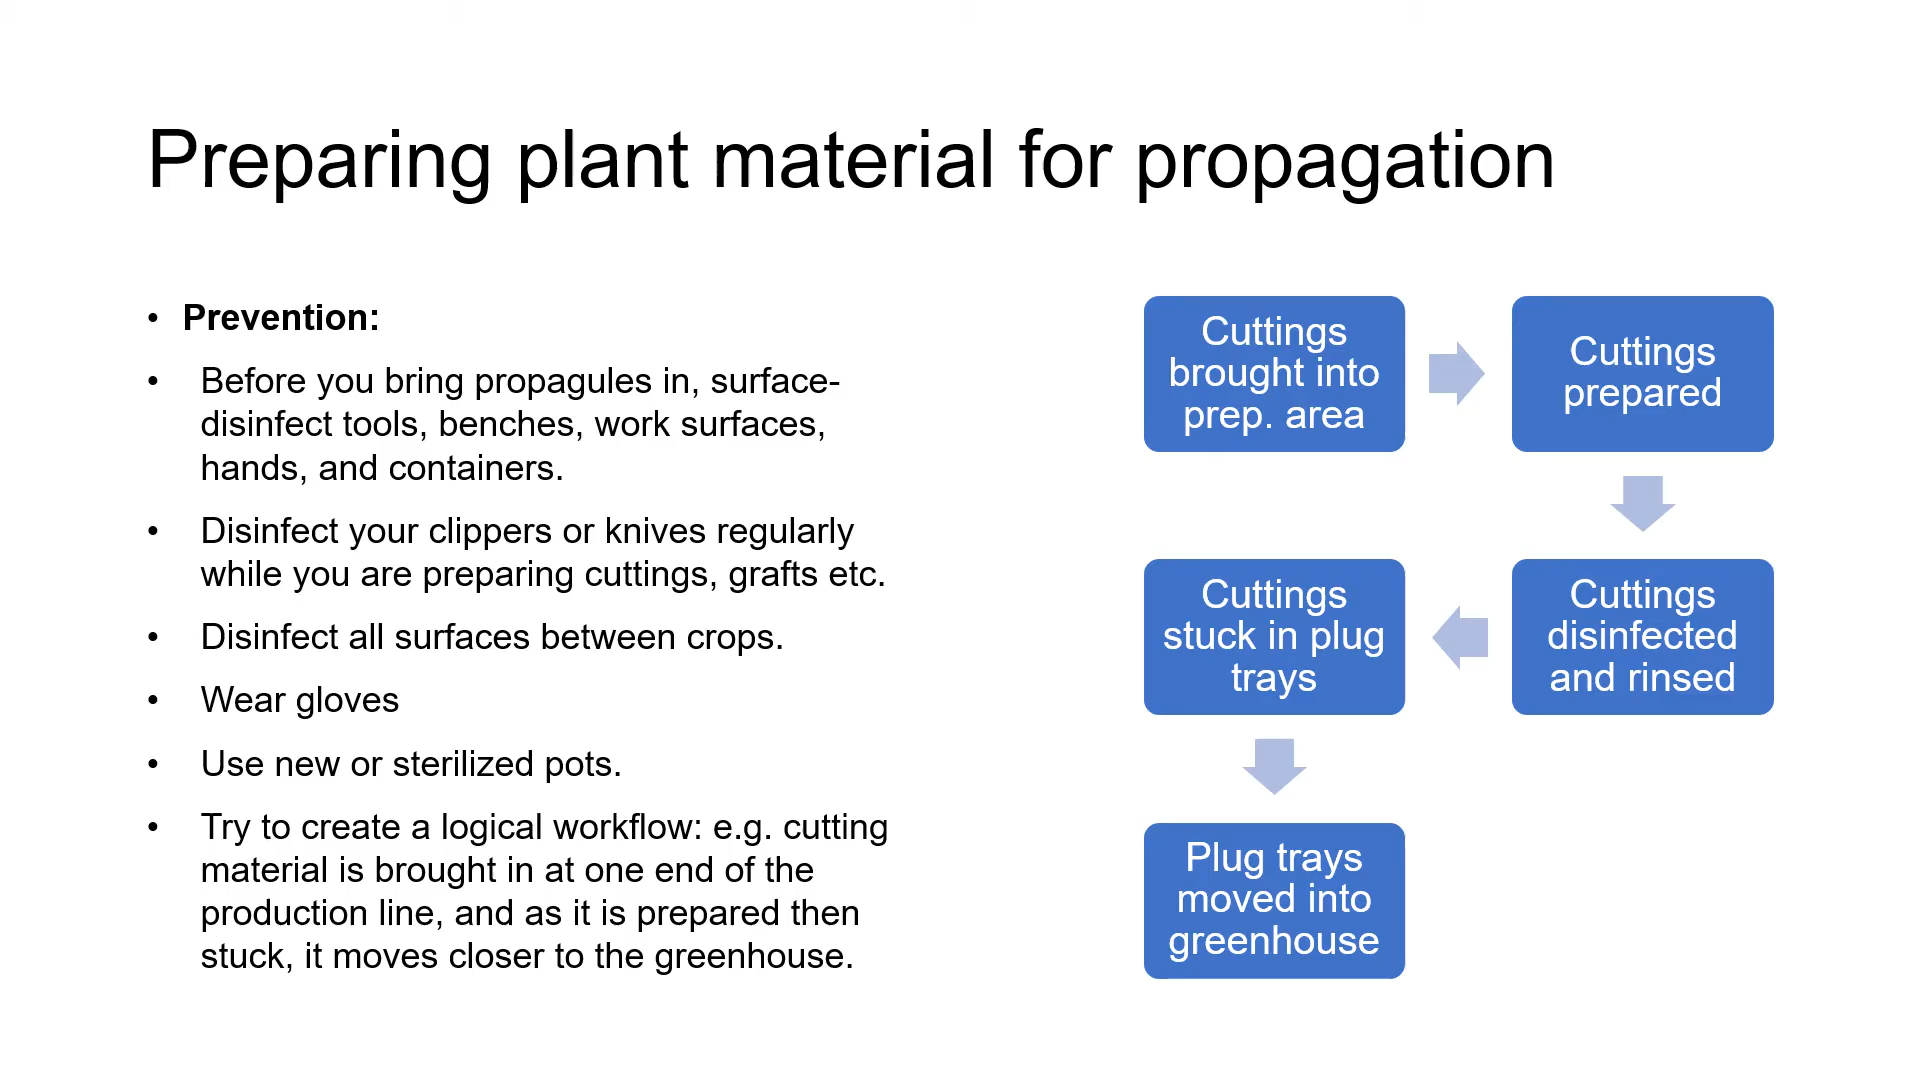 Preparing plant material for propagation
• Prevention:
• Before you bring propagules in, surface-
disinfect tools, benches, work surfaces,
hands, and containers.
• Disinfect your clippers or knives regularly
while you are preparing cuttings, grafts etc.
• Disinfect all surfaces between crops.
• Wear gloves
• Use new or sterilized pots.
• Try to create a logical workflow: e.g. cutting
material is brought in at one end of the
production line, and as it is prepared then
stuck, it moves closer to the greenhouse.
Cuttings
brought into
prep. area
Cuttings
prepared
Cuttings
disinfected
and rinsed
Cuttings
stuck in plug
trays
Plug trays
moved into
greenhouse